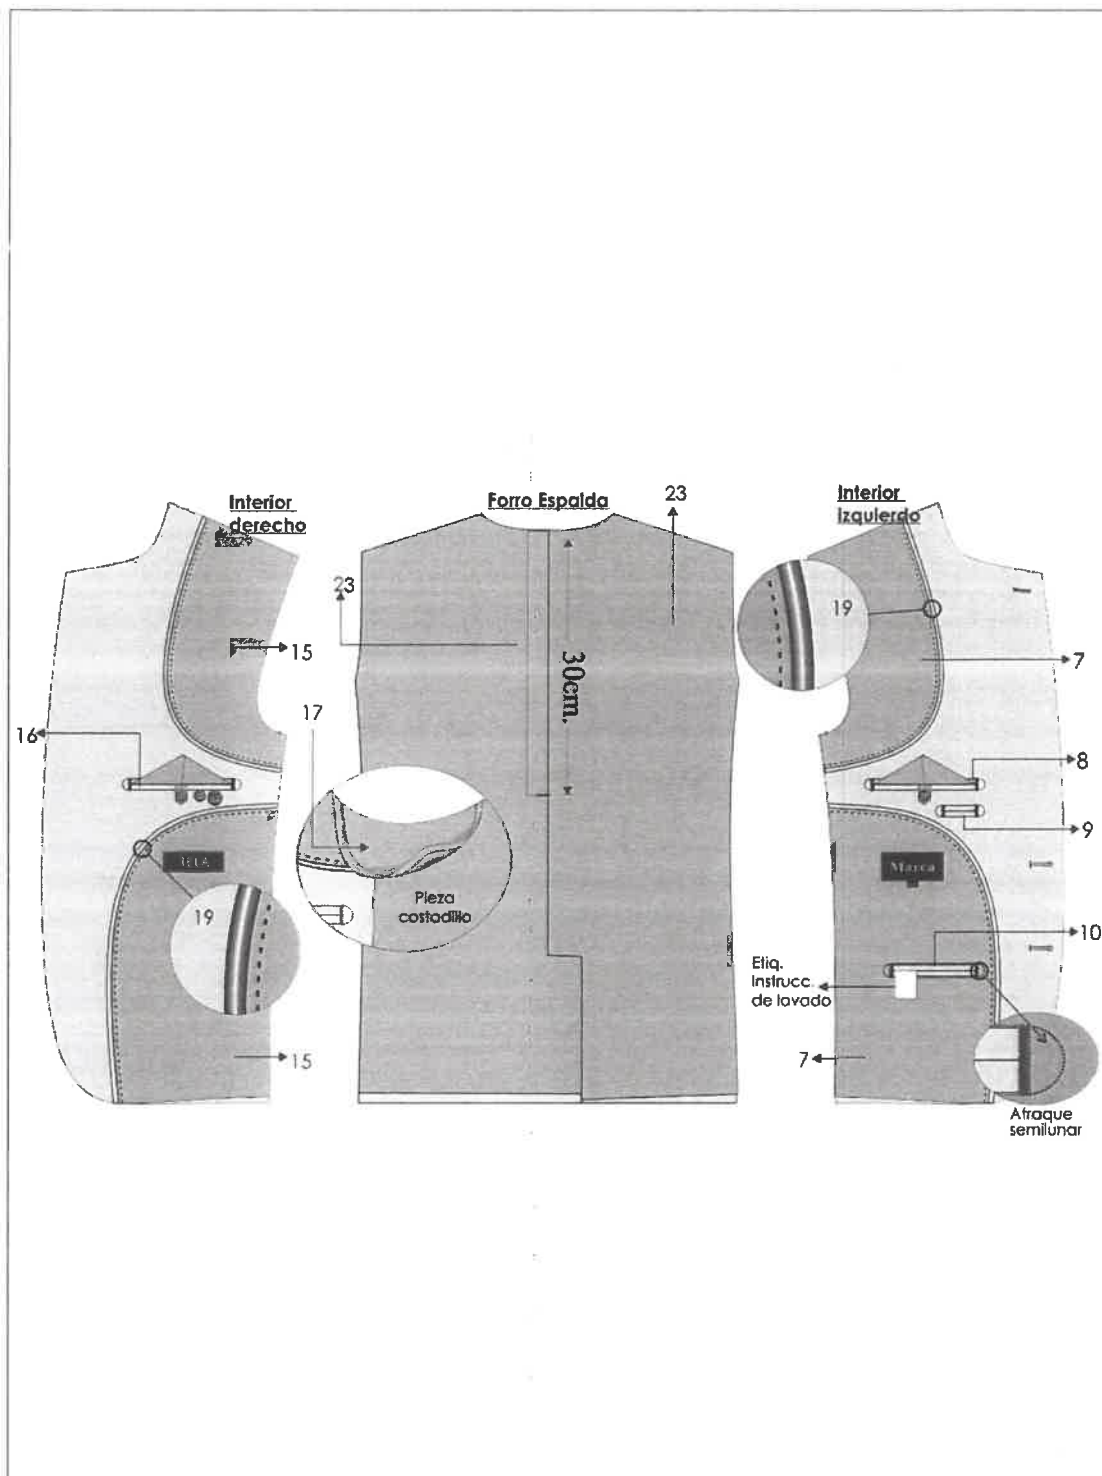 Interior
derecho
Forro Espalda
23
Interior
Izquierdo
23
19
30cm.
15
7
17
16
8
9
TELA
Marca
Pieza
costadillo
19
10
Etiq.
Instrucc.
de lavado
15
7
Atraque
semilunar